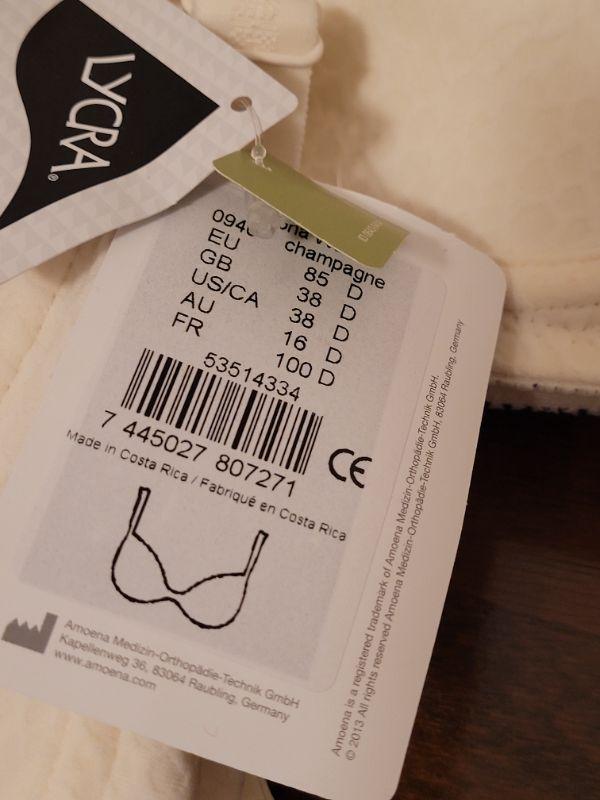 LYCRA®
champagne
EU 85 D
GB 38 D
US/CA 38 D
AU 16 D
FR 100 D
53514334
7 445027 807271
CE
Made in Costa Rica / Fabriqué en Costa Rica
Amoena Medizin-Orthopädie-Technik GmbH
Kapellenweg 36, 83064 Raubling, Germany
www.amoena.com
Amoena is a registered trademark of Amoena Medizin-Orthopädie-Technik GmbH.
© 2013 All rights reserved Amoena Medizin-Orthopädie-Technik GmbH, 83064 Raubling, Germany